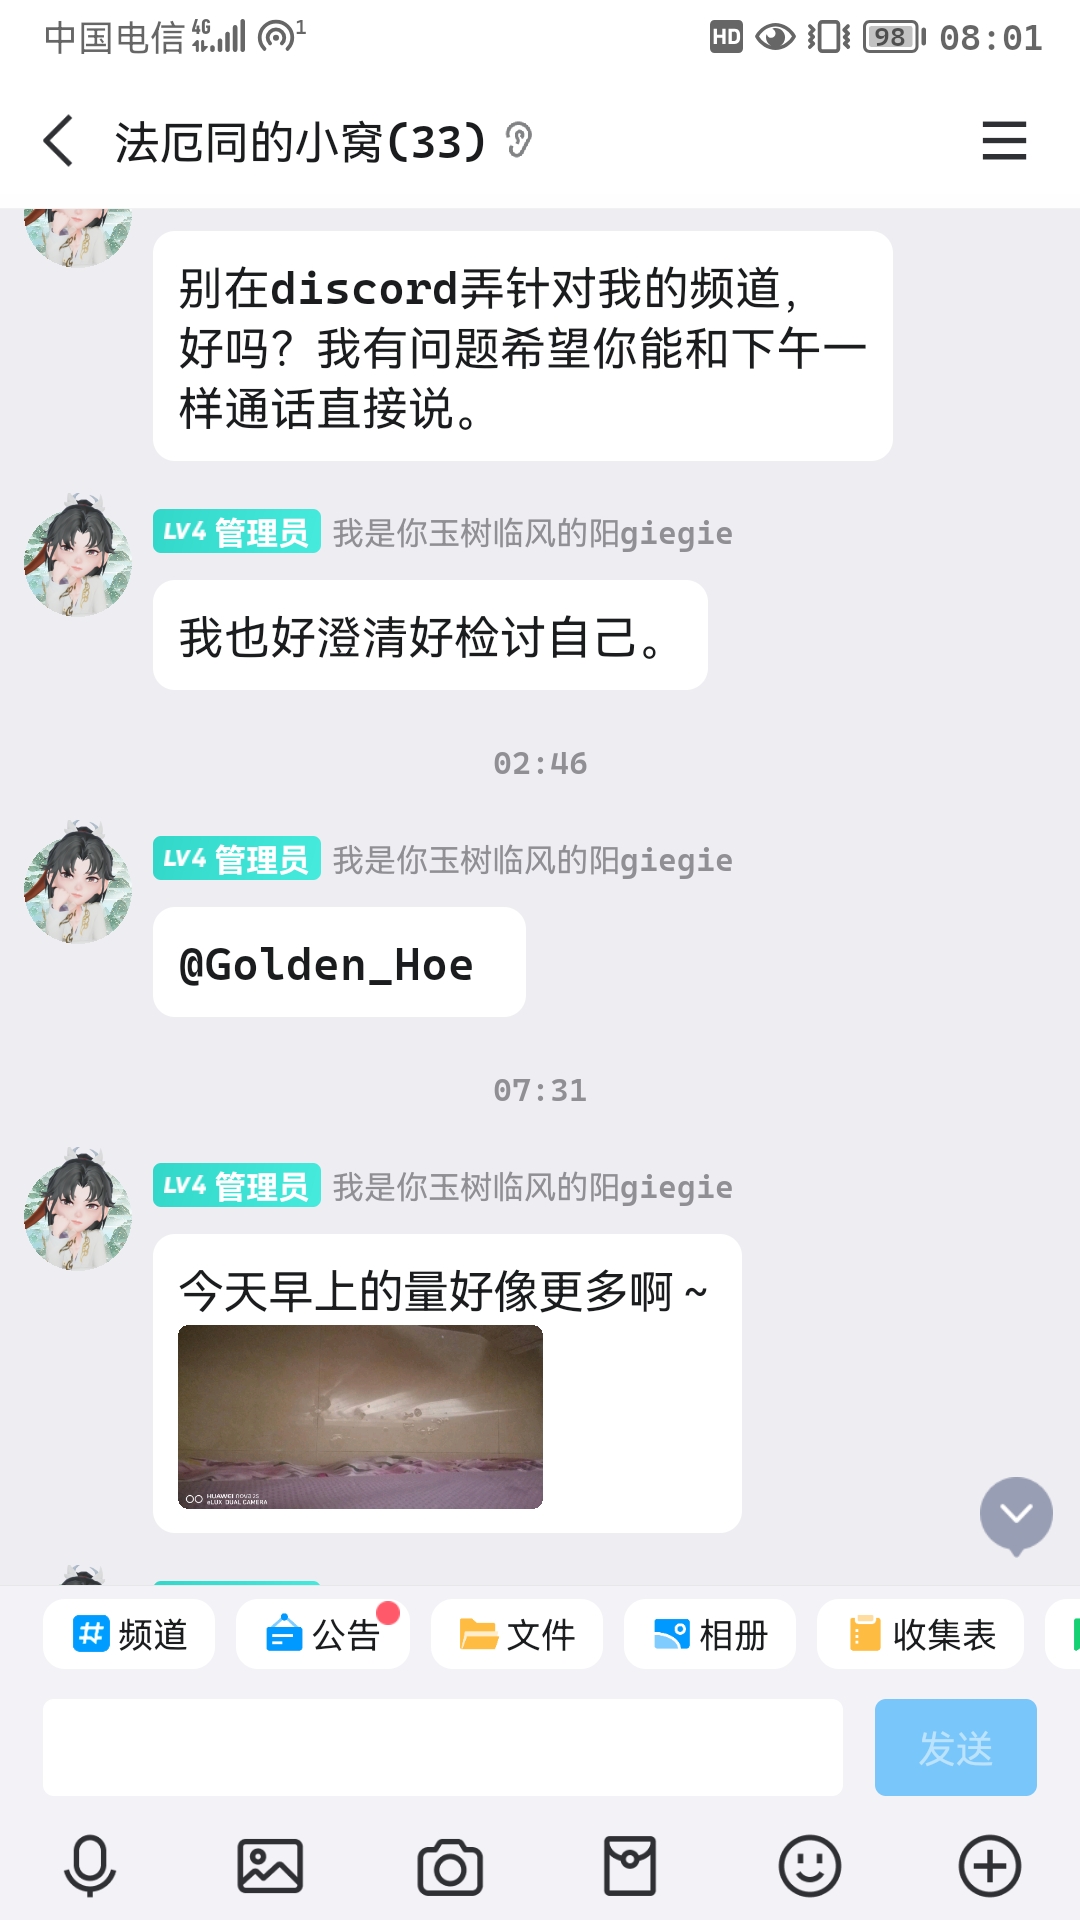 中国电信 4G 1 HD 98 08:01
法厄同的小窝(33)
别在discord弄针对我的频道,
好吗? 我有问题希望你能和下午一
样通话直接说。
LV4 管理员 我是你玉树临风的阳giegie
我也好澄清好检讨自己。
02:46
LV4 管理员 我是你玉树临风的阳giegie
@Golden_Hoe
07:31
LV4 管理员 我是你玉树临风的阳giegie
今天早上的量好像更多啊~
HUAWEI nova 2S
eLUX DUAL CAMERA
频道 公告 文件 相册 收集表
发送